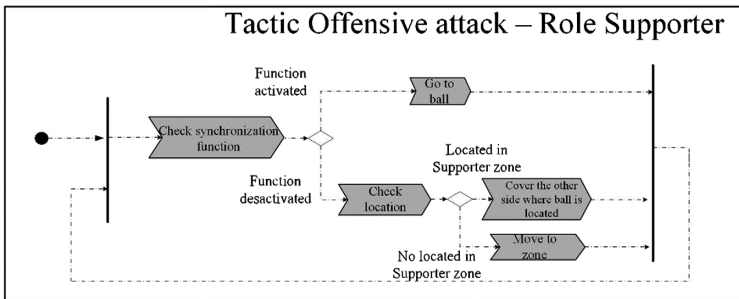 Tactic Offensive attack – Role Supporter
Function
activated
Go to
ball
Check synchronization
function
Located in
Supporter zone
Function
desactivated
Check
location
Cover the other
side where ball is
located
Move to
zone
No located in
Supporter zone